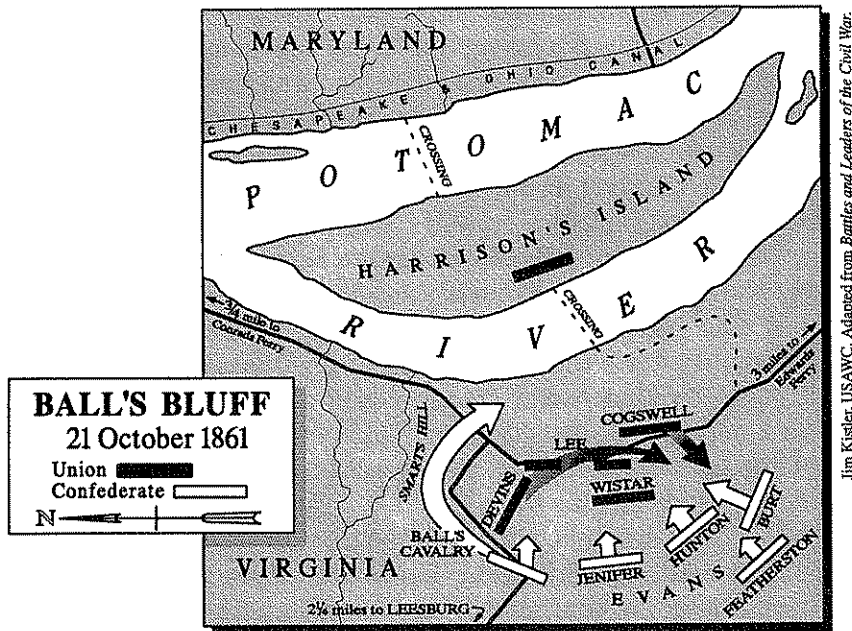 MARYLAND
CHESAPEAKE & OHIO CANAL
POTOMAC
CROSSING
HARRISON'S ISLAND
RIVER
CROSSING
3/4 mile to
Conrads Ferry
3 miles to
Edwards
Ferry
BALL'S BLUFF
21 October 1861
Union
Confederate
N
SMARTS HILL
COGSWELL
LEE
WISTAR
DEVINS
BALL'S
CAVALRY
JENIFER
HUNTON
BURT
FEATHERSTON
EVANS
VIRGINIA
2¼ miles to LEESBURG
Jim Kistler, USAWC. Adapted from Battles and Leaders of the Civil War.